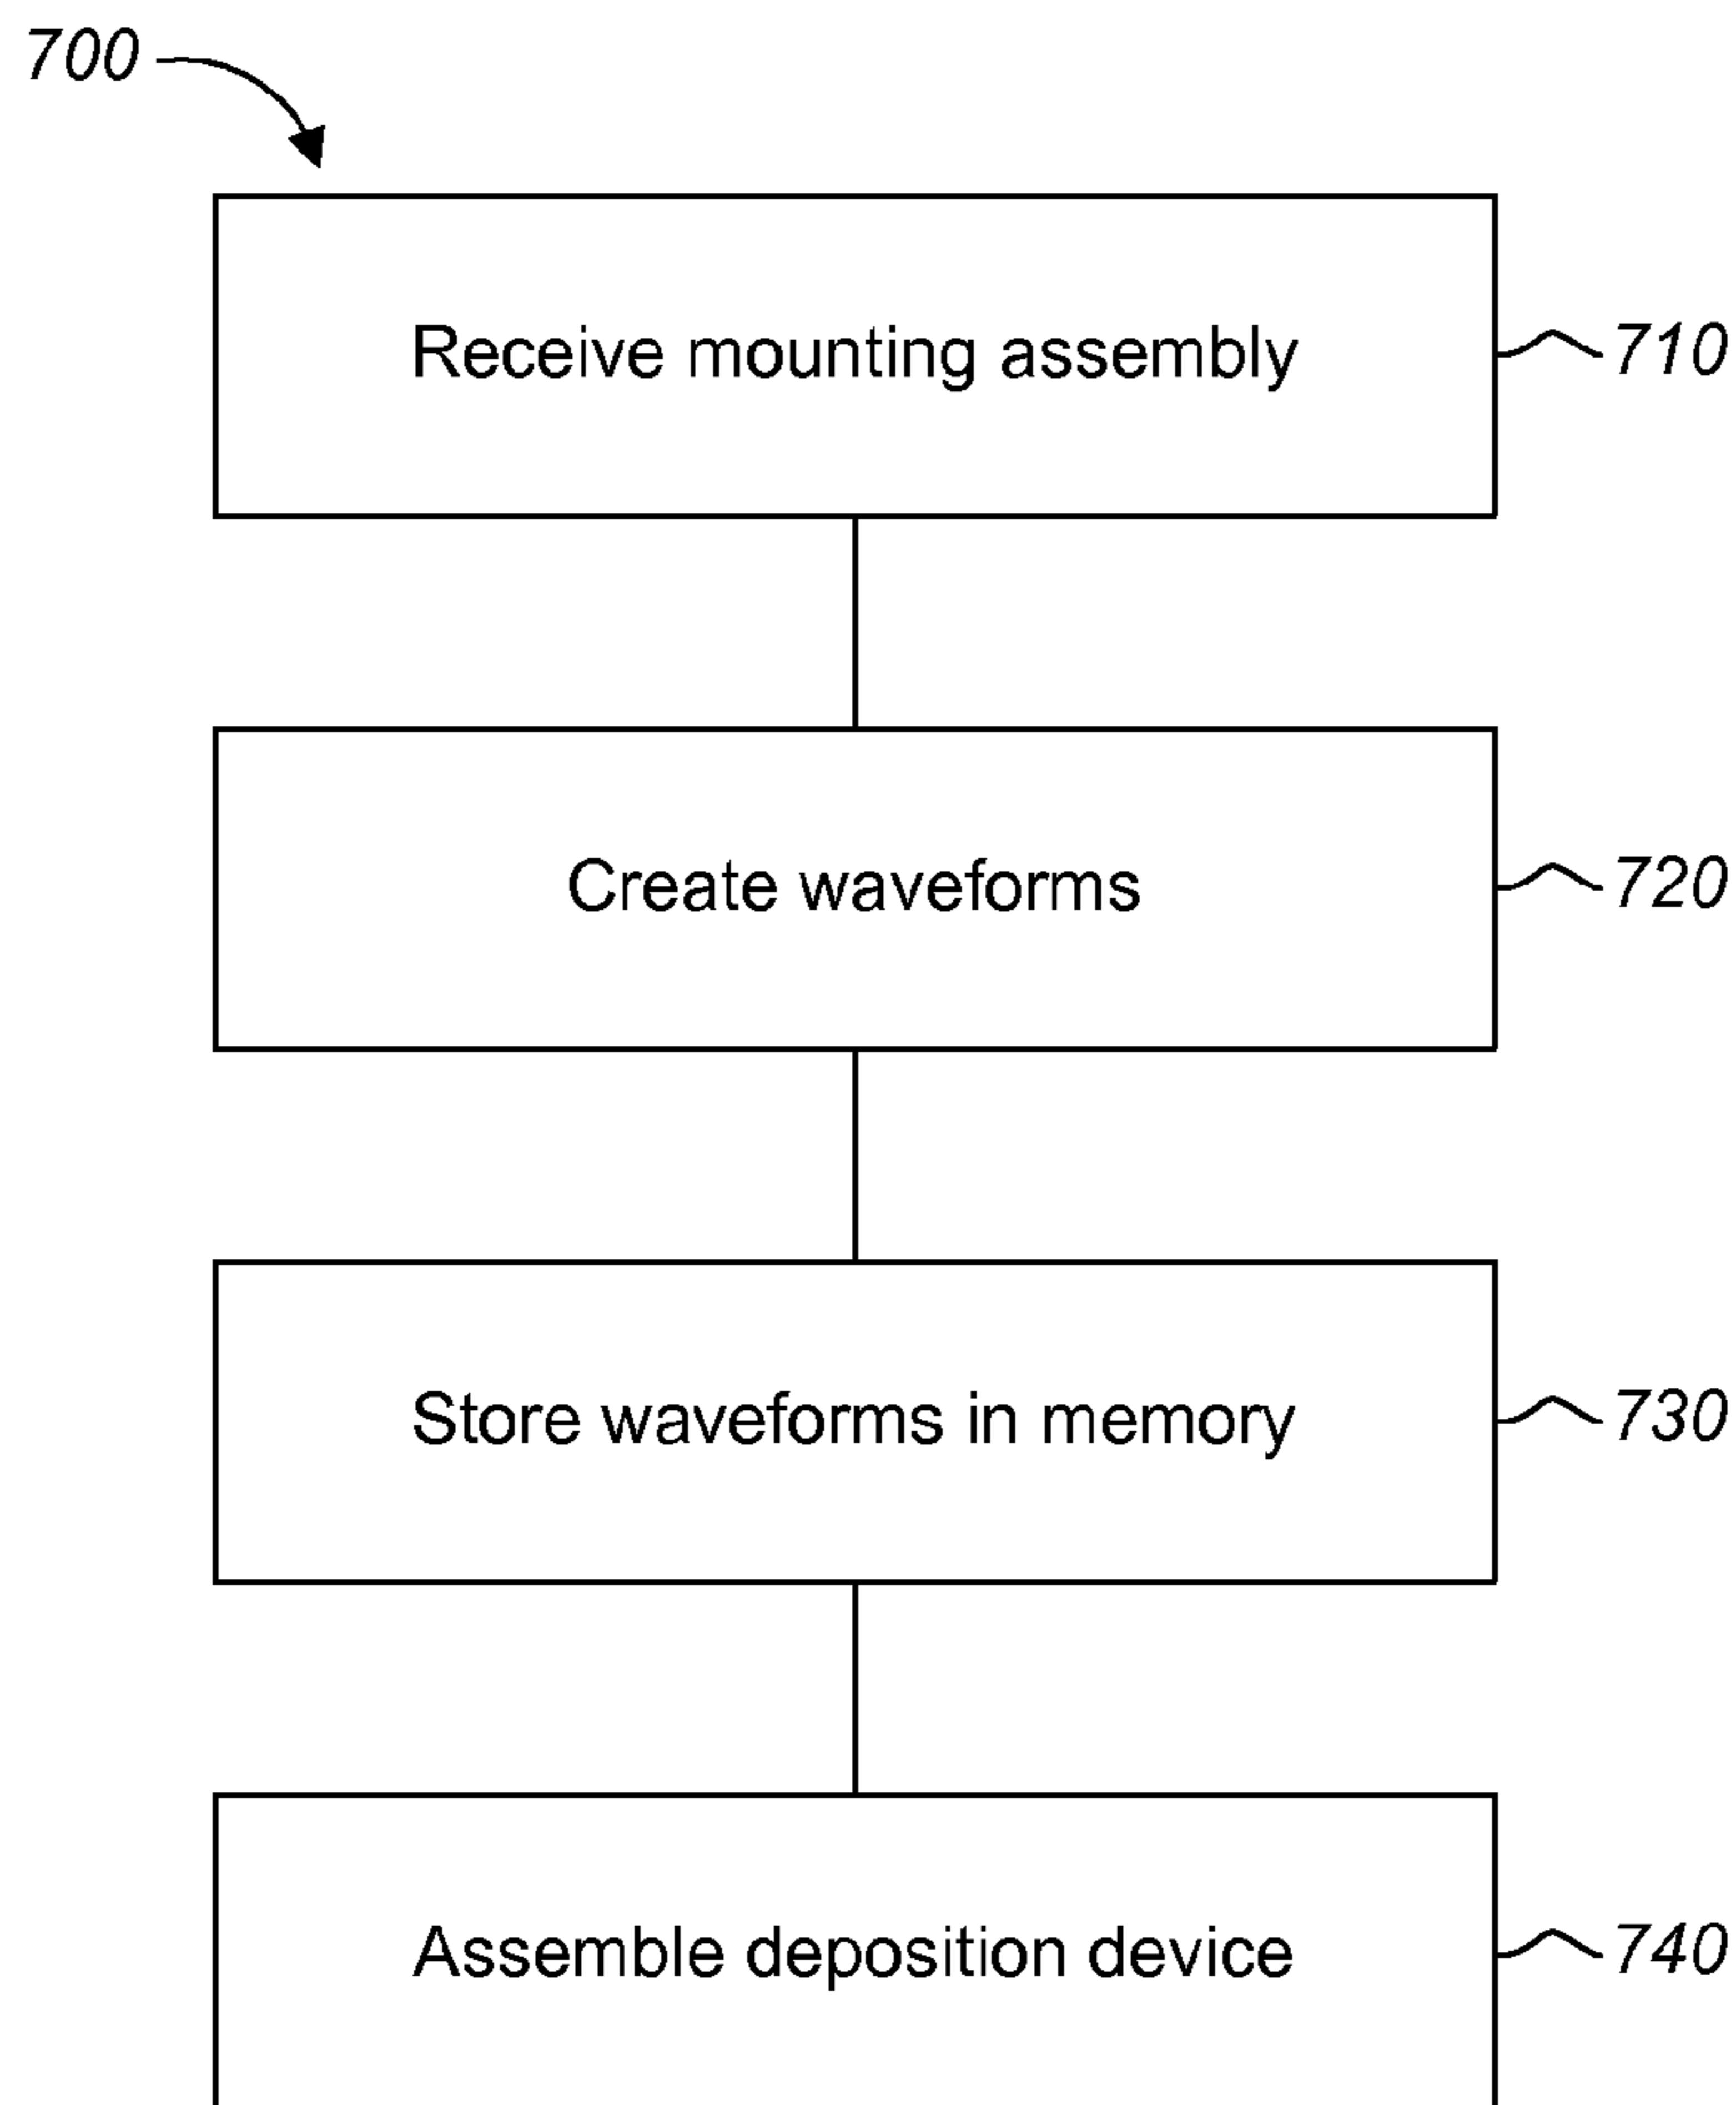 700
Receive mounting assembly
710
Create waveforms
720
Store waveforms in memory
730
Assemble deposition device
740